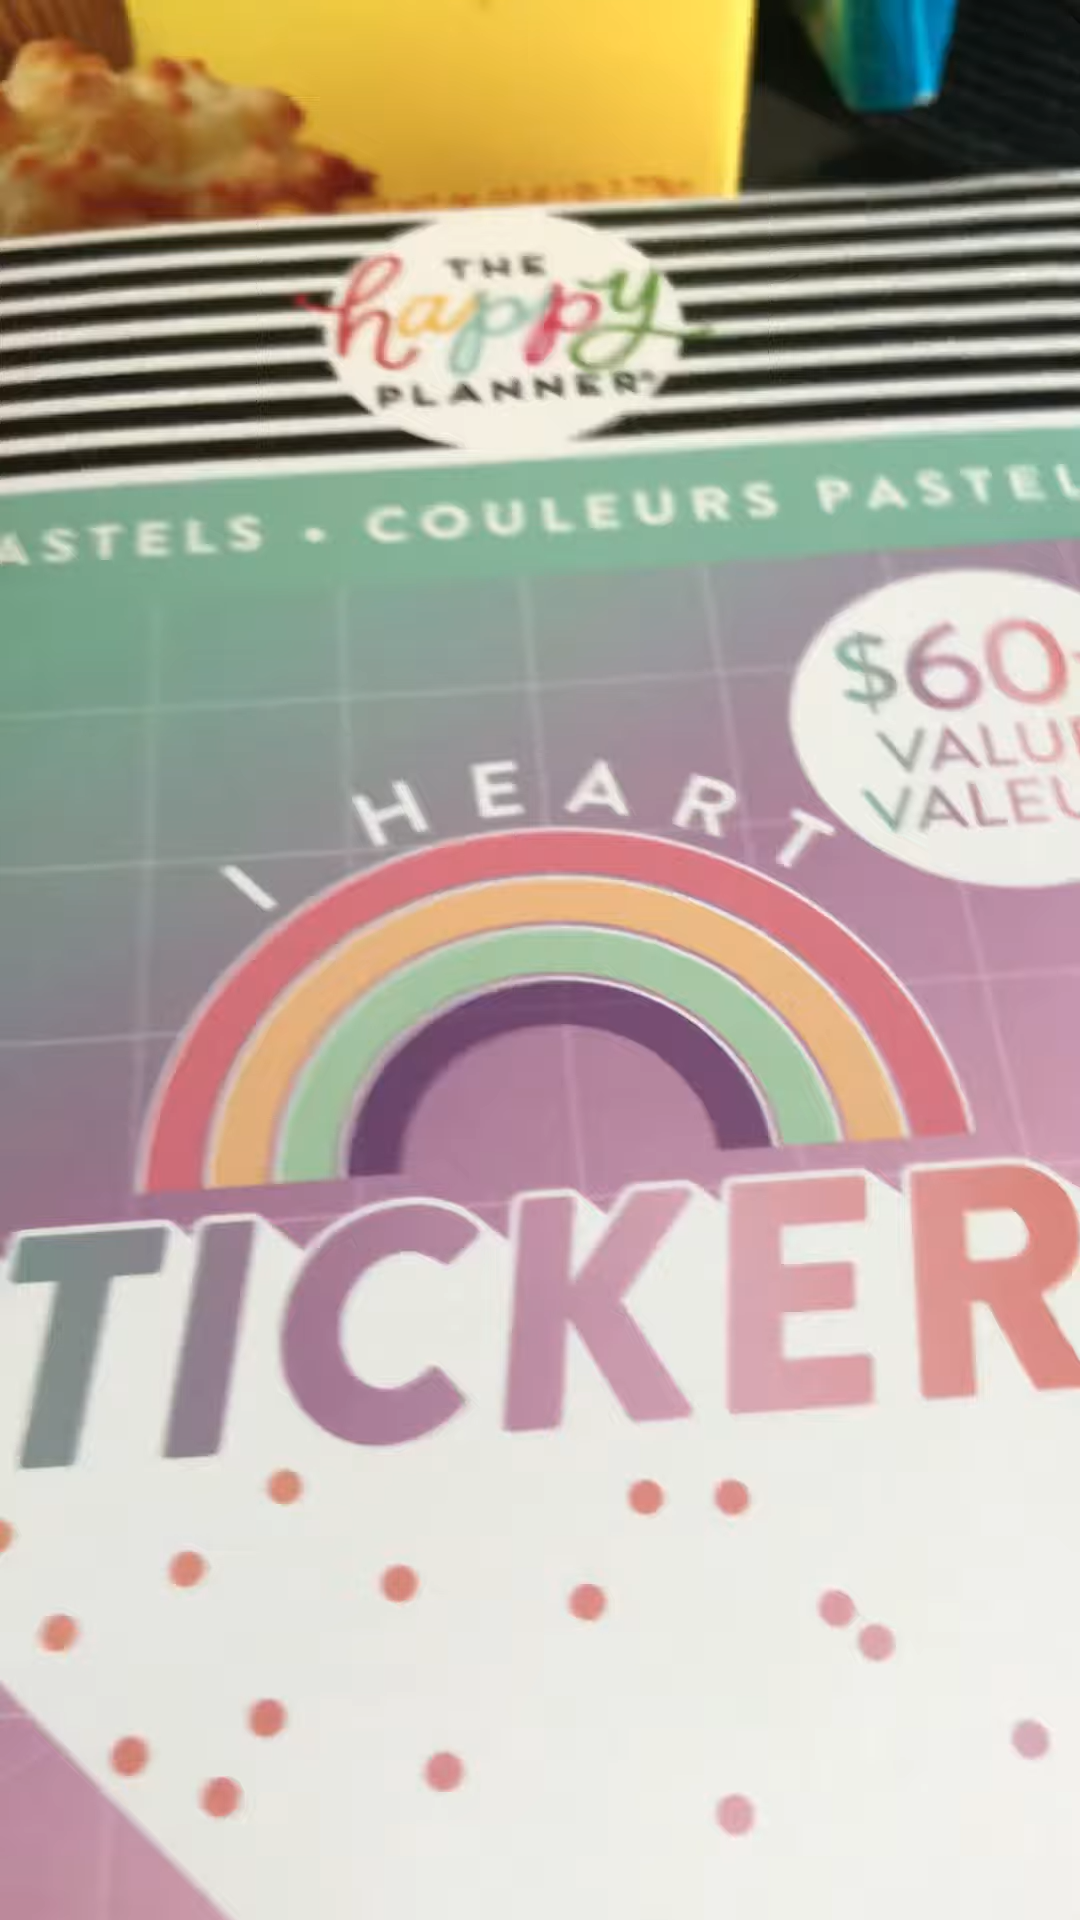 THE
happy
PLANNER®
ASTELS • COULEURS PASTEL
$60
VALU
VALEU
I HEART
TICKER